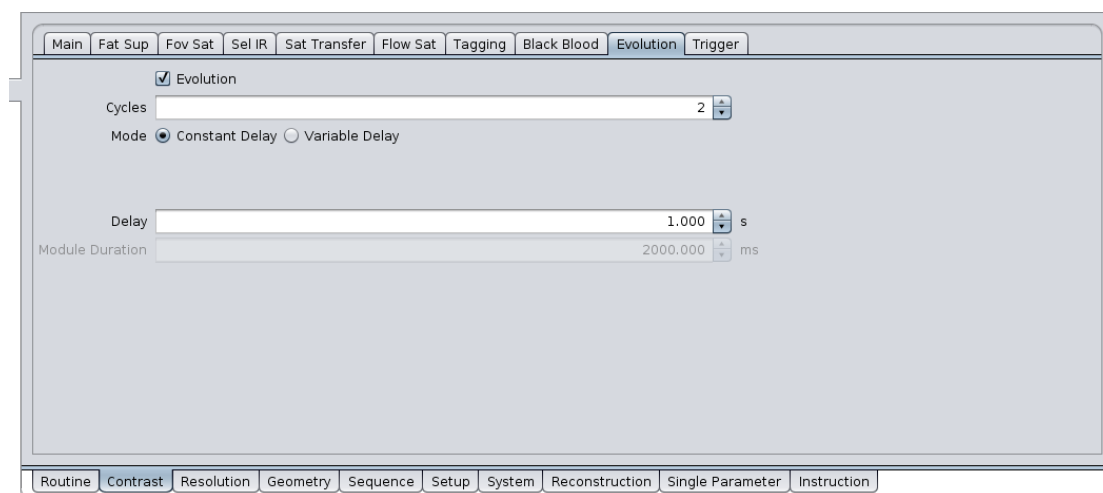 Main Fat Sup Fov Sat Sel IR Sat Transfer Flow Sat Tagging Black Blood Evolution Trigger
Evolution
Cycles 2
Mode Constant Delay Variable Delay
Delay 1.000 s
Module Duration 2000.000 ms
Routine Contrast Resolution Geometry Sequence Setup System Reconstruction Single Parameter Instruction